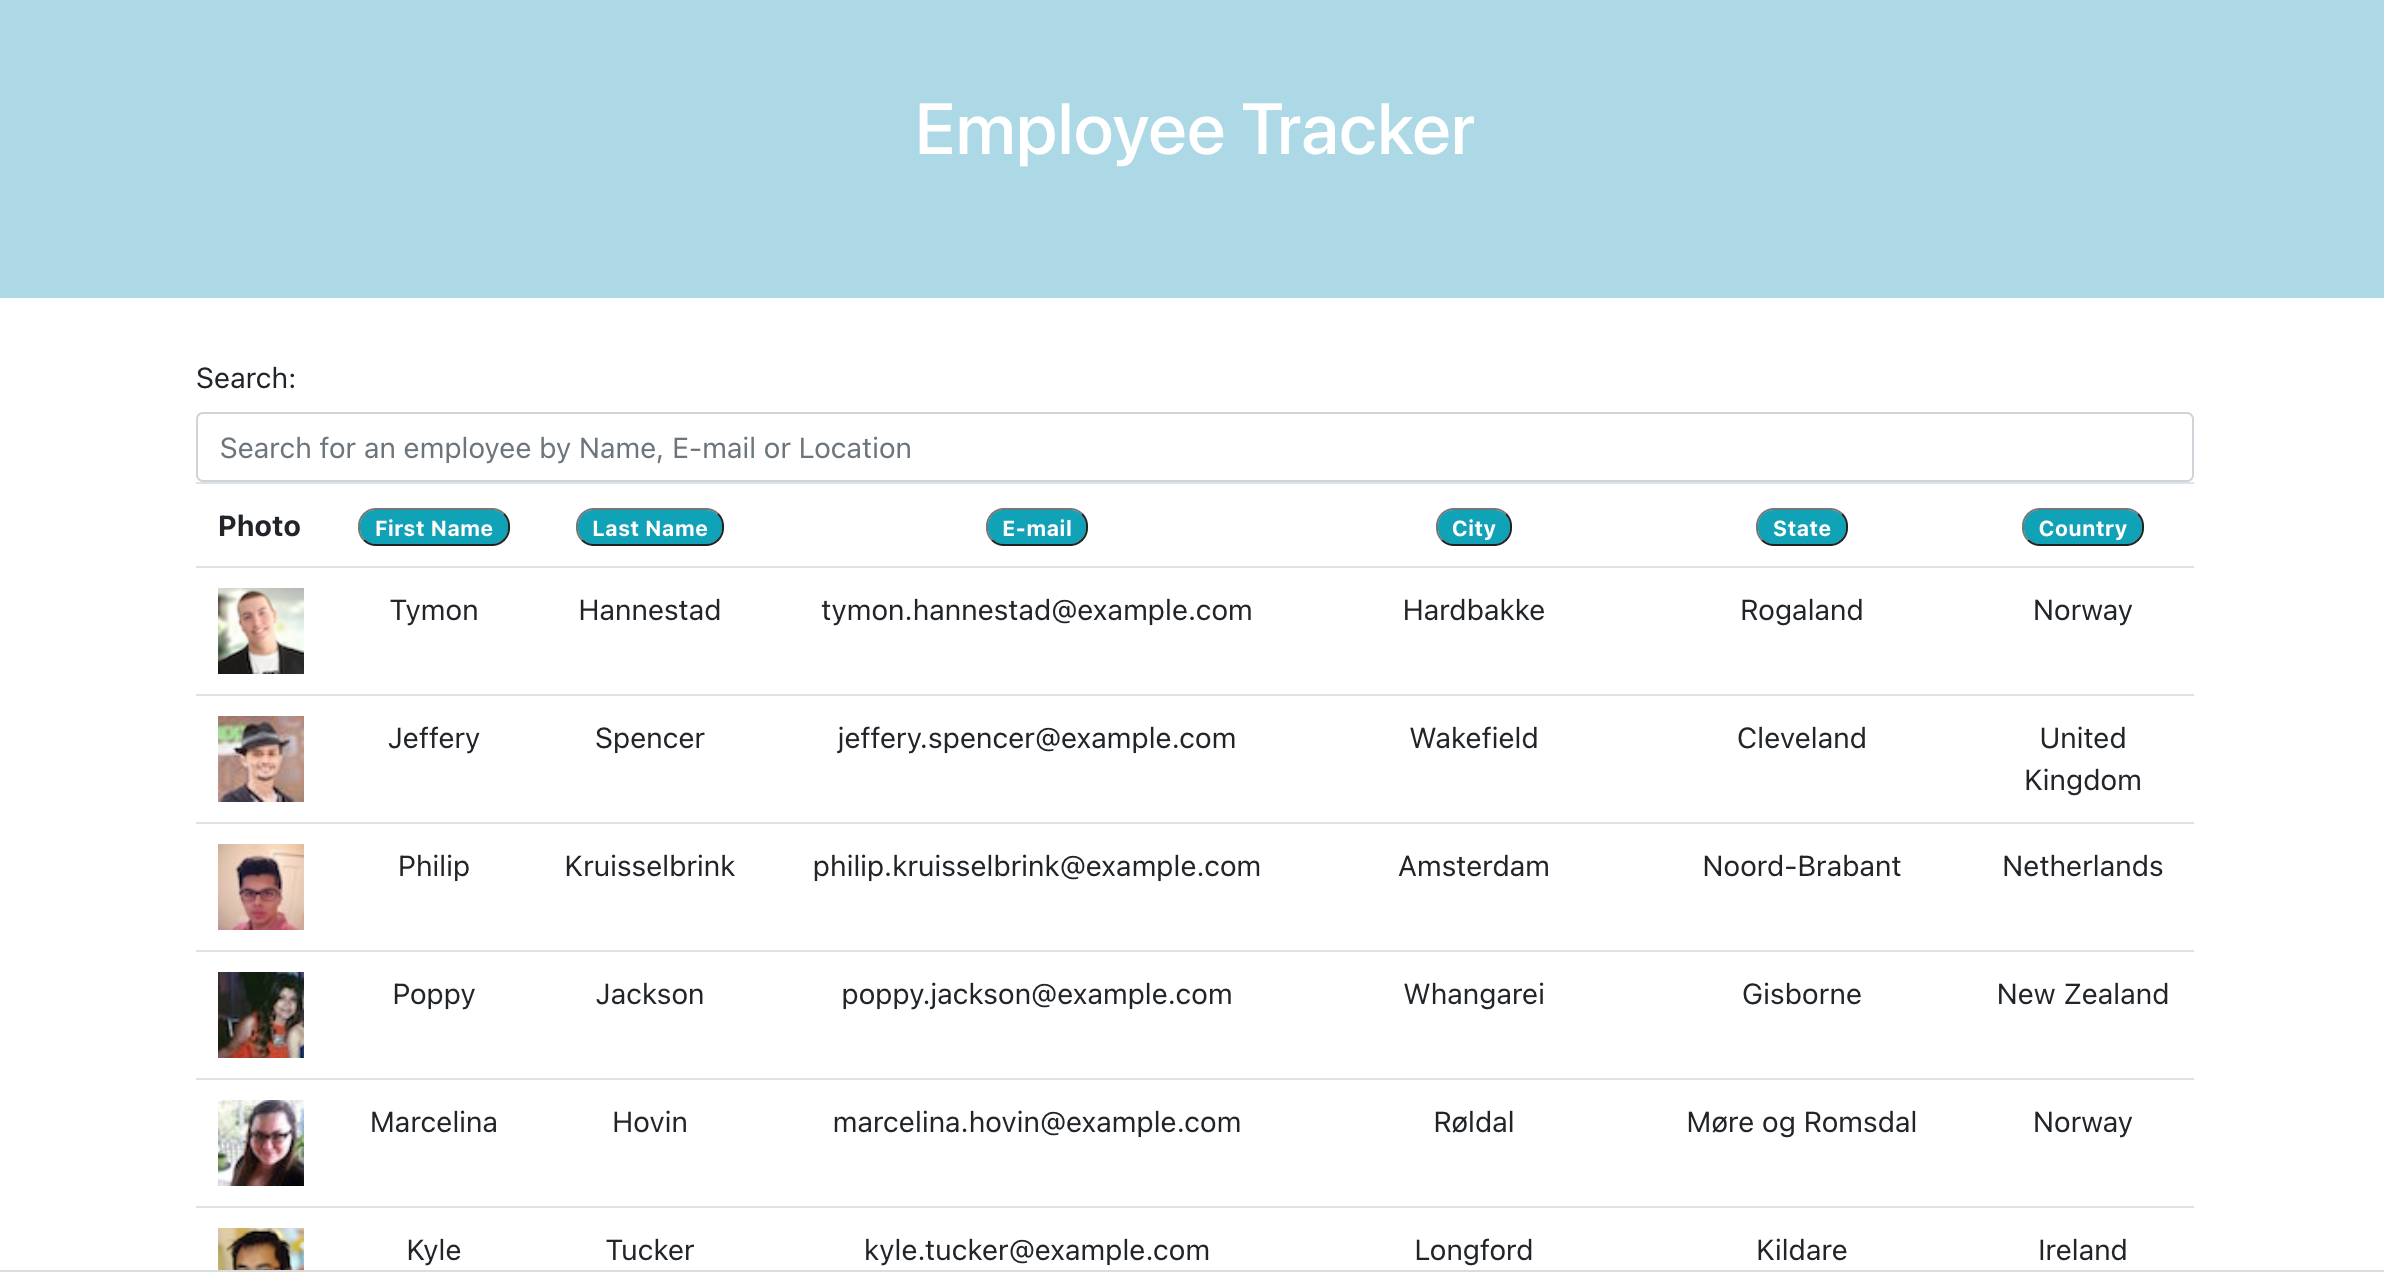 Employee Tracker
Search:
Search for an employee by Name, E-mail or Location
Photo First Name Last Name E-mail City State Country
Tymon Hannestad tymon.hannestad@example.com Hardbakke Rogaland Norway
Jeffery Spencer jeffery.spencer@example.com Wakefield Cleveland United
Kingdom
Philip Kruisselbrink philip.kruisselbrink@example.com Amsterdam Noord-Brabant Netherlands
Poppy Jackson poppy.jackson@example.com Whangarei Gisborne New Zealand
Marcelina Hovin marcelina.hovin@example.com Røldal Møre og Romsdal Norway
Kyle Tucker kyle.tucker@example.com Longford Kildare Ireland